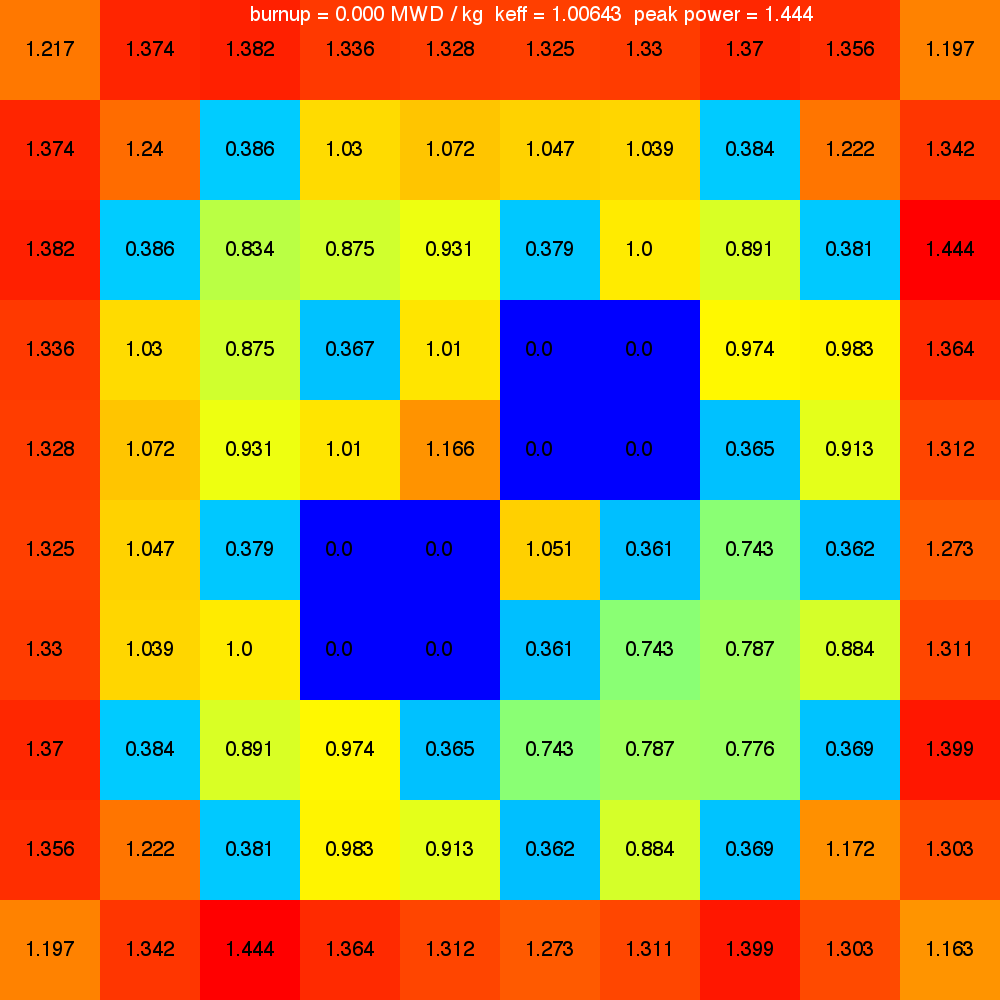 burnup = 0.000 MWD / kg keff = 1.00643 peak power = 1.444
1.217 1.374 1.382 1.336 1.328 1.325 1.33 1.37 1.356 1.197
1.374 1.24 0.386 1.03 1.072 1.047 1.039 0.384 1.222 1.342
1.382 0.386 0.834 0.875 0.931 0.379 1.0 0.891 0.381 1.444
1.336 1.03 0.875 0.367 1.01 0.0 0.0 0.974 0.983 1.364
1.328 1.072 0.931 1.01 1.166 0.0 0.0 0.365 0.913 1.312
1.325 1.047 0.379 0.0 0.0 1.051 0.361 0.743 0.362 1.273
1.33 1.039 1.0 0.0 0.0 0.361 0.743 0.787 0.884 1.311
1.37 0.384 0.891 0.974 0.365 0.743 0.787 0.776 0.369 1.399
1.356 1.222 0.381 0.983 0.913 0.362 0.884 0.369 1.172 1.303
1.197 1.342 1.444 1.364 1.312 1.273 1.311 1.399 1.303 1.163